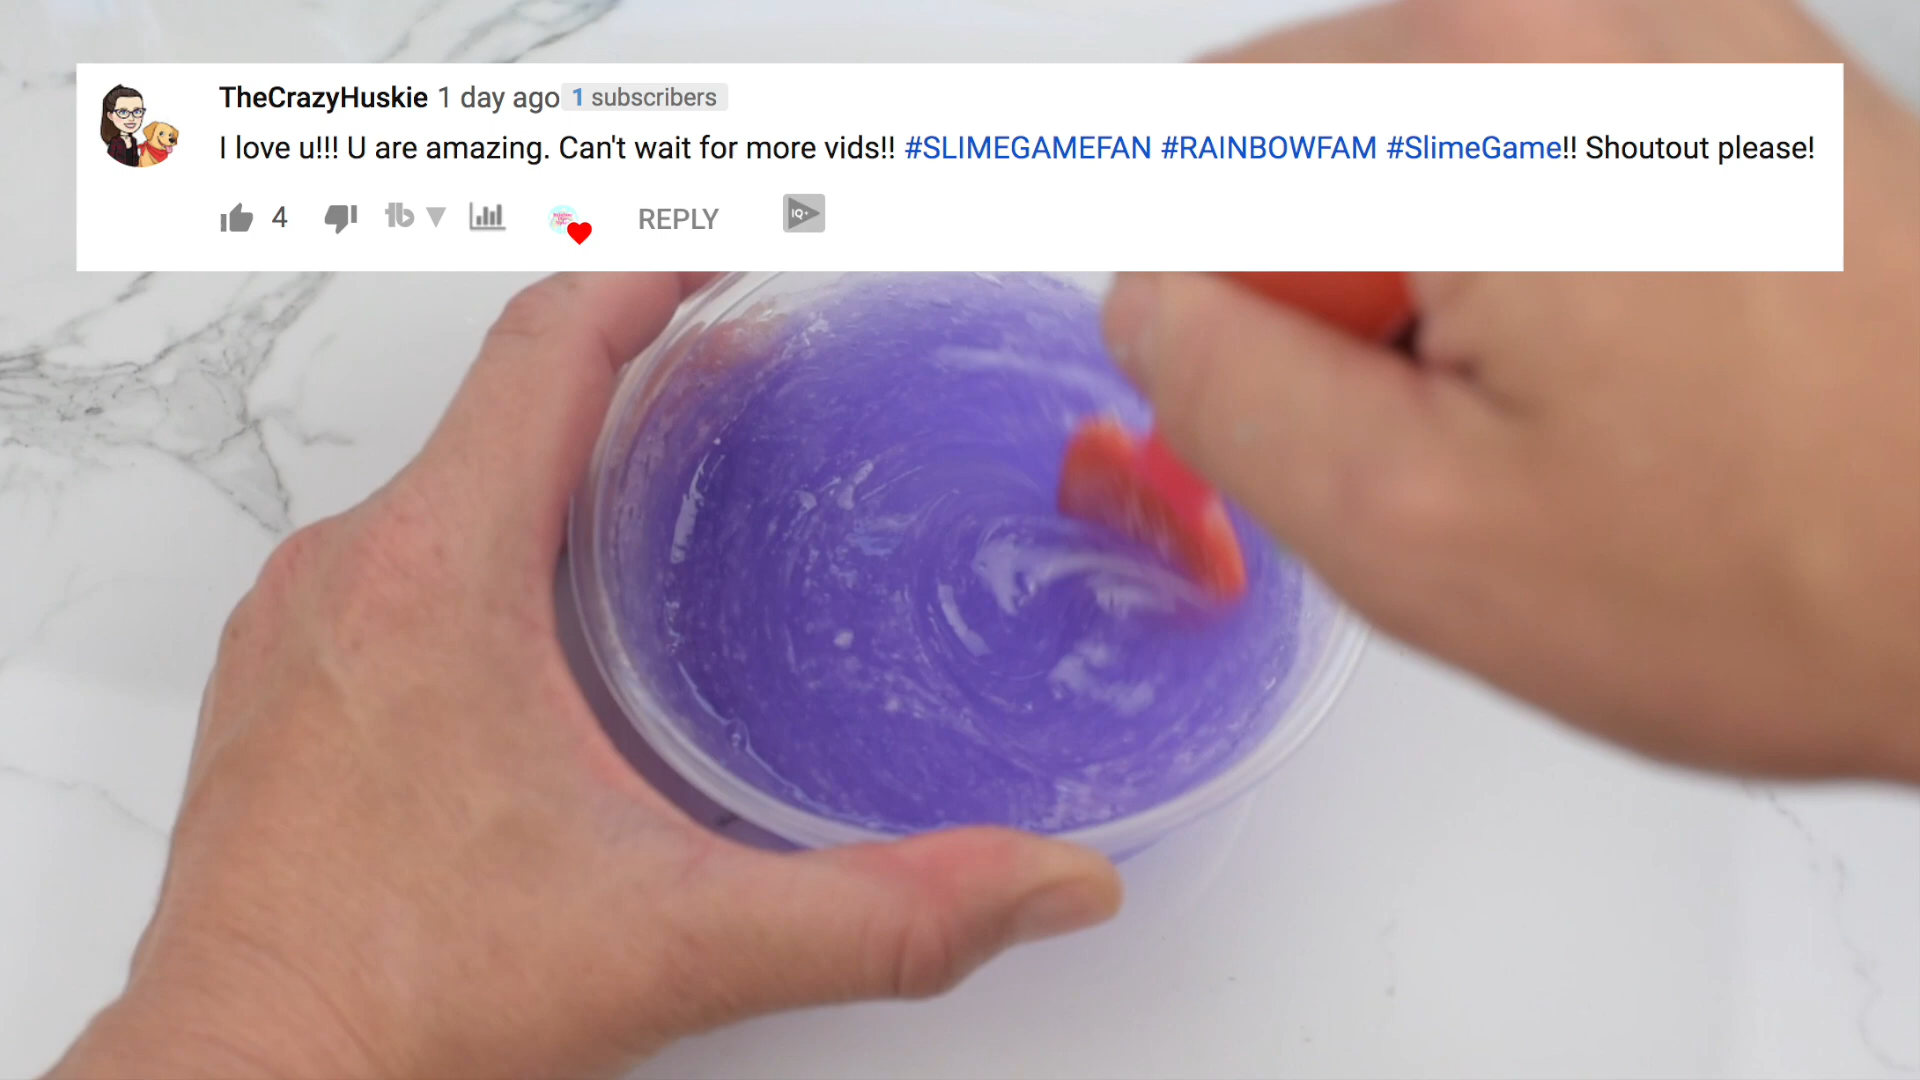 TheCrazyHuskie 1 day ago 1 subscribers
I love u!!! U are amazing. Can't wait for more vids!! #SLIMEGAMEFAN #RAINBOWFAM #SlimeGame!! Shoutout please!
4 REPLY IQ+